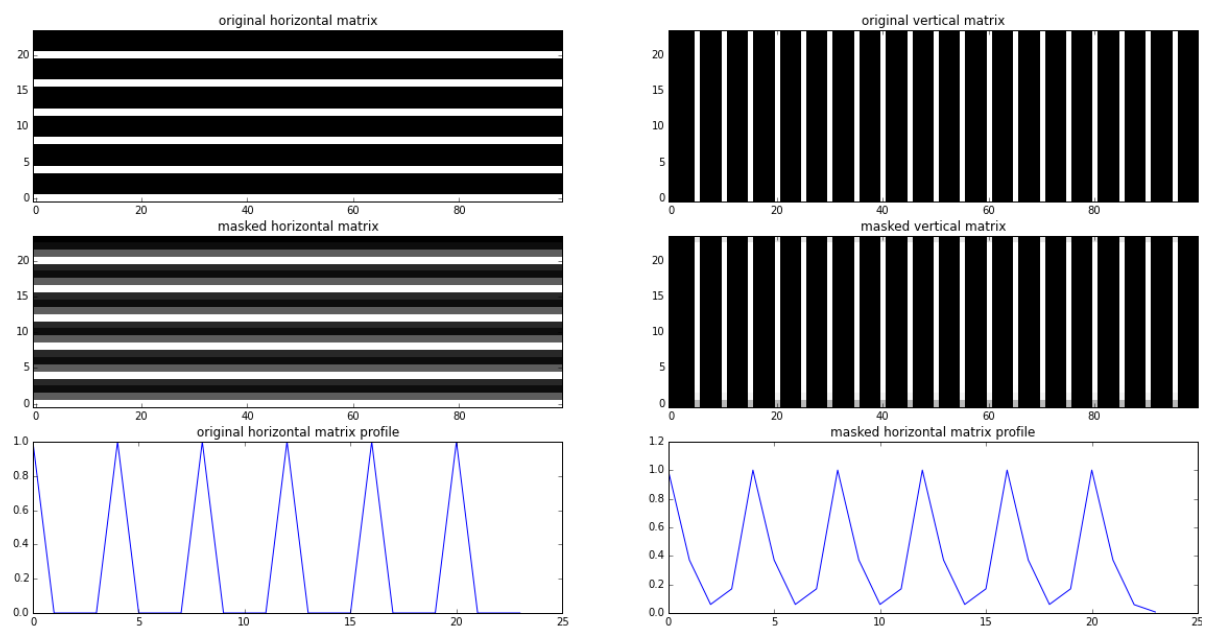 original horizontal matrix
20
15
10
5
0
0 20 40 60 80
original vertical matrix
20
15
10
5
0
0 20 40 60 80
masked horizontal matrix
20
15
10
5
0
0 20 40 60 80
masked vertical matrix
20
15
10
5
0
0 20 40 60 80
original horizontal matrix profile
1.0
0.8
0.6
0.4
0.2
0.0
0 5 10 15 20 25
masked horizontal matrix profile
1.2
1.0
0.8
0.6
0.4
0.2
0.0
0 5 10 15 20 25